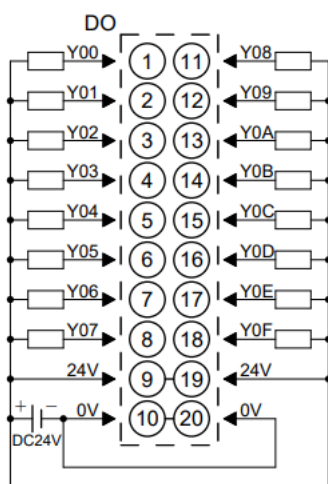 DO
Y00 1 11 Y08
Y01 2 12 Y09
Y02 3 13 Y0A
Y03 4 14 Y0B
Y04 5 15 Y0C
Y05 6 16 Y0D
Y06 7 17 Y0E
Y07 8 18 Y0F
24V 9 19 24V
+ − 0V 10 20 0V
DC24V